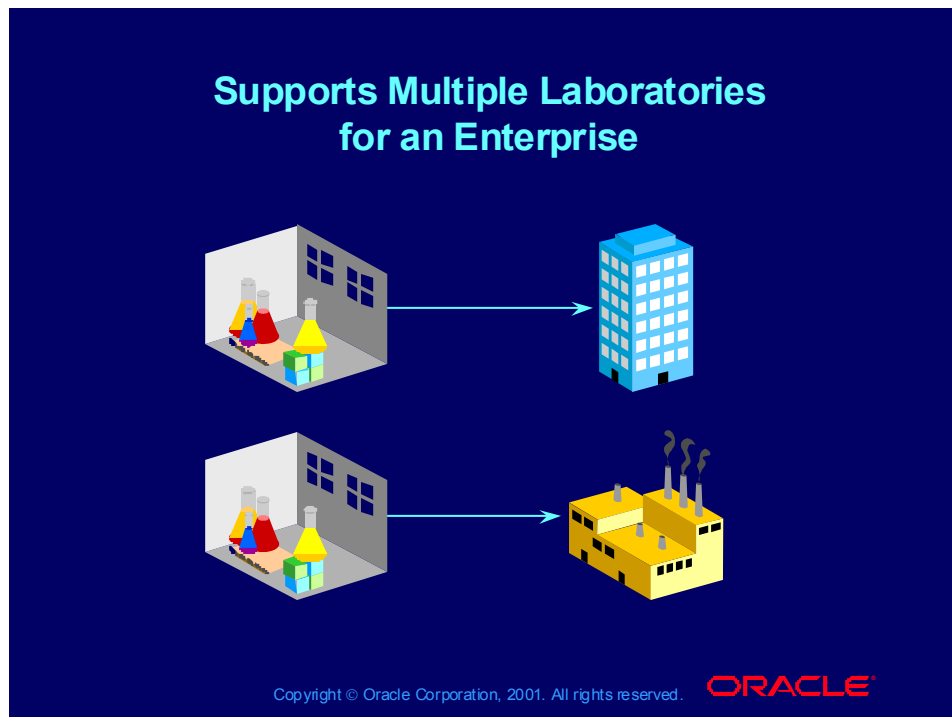 Supports Multiple Laboratories
for an Enterprise
Copyright © Oracle Corporation, 2001. All rights reserved.
ORACLE®